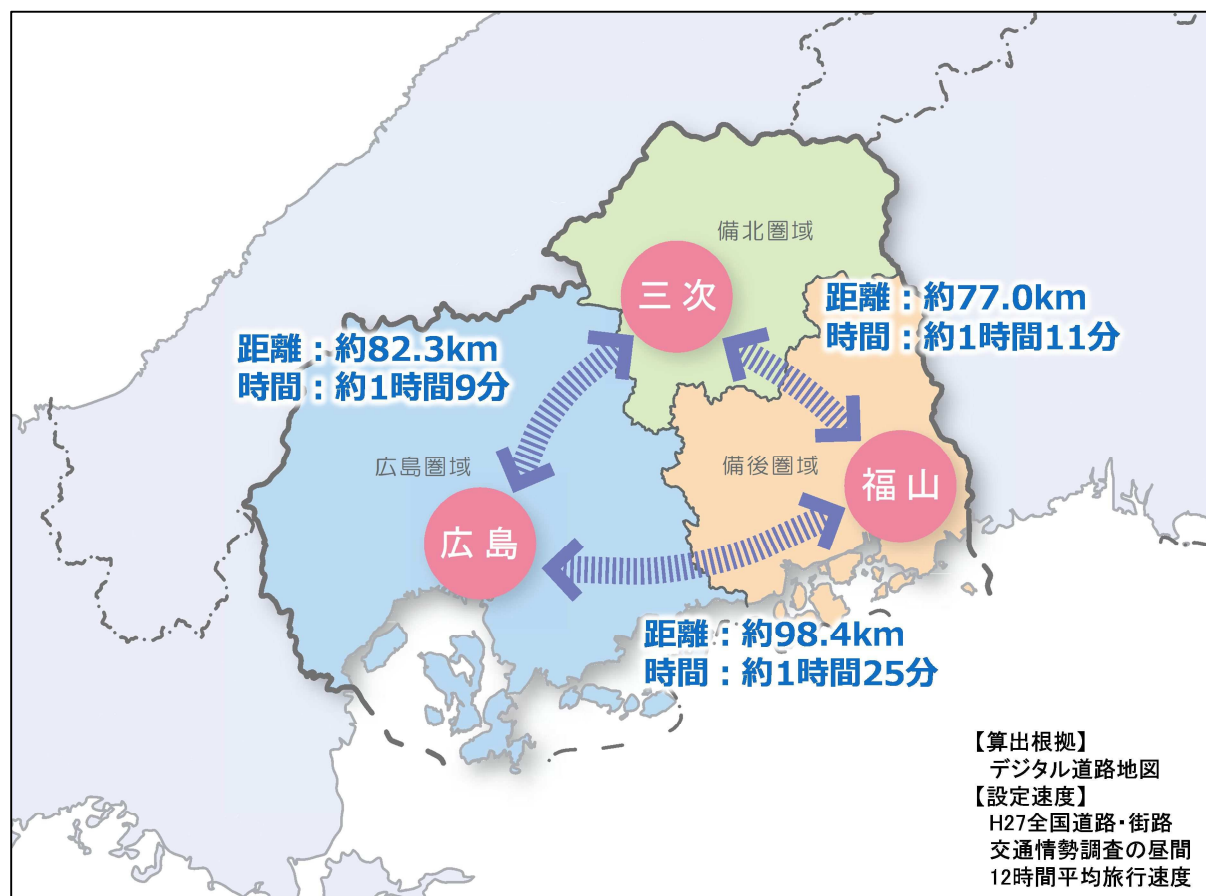 備北圏域
三次
距離：約77.0km
時間：約1時間11分
距離：約82.3km
時間：約1時間9分
広島圏域
備後圏域
福山
広島
距離：約98.4km
時間：約1時間25分
【算出根拠】
デジタル道路地図
【設定速度】
H27全国道路・街路
交通情勢調査の昼間
12時間平均旅行速度